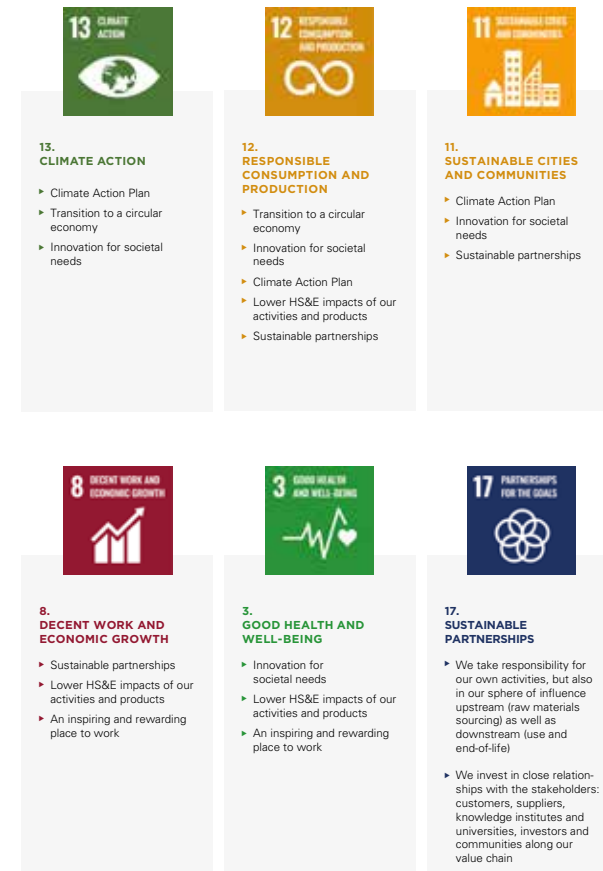 13 CLIMATE
ACTION
13.
CLIMATE ACTION
Climate Action Plan
Transition to a circular
economy
Innovation for societal
needs
12 RESPONSIBLE
CONSUMPTION
AND PRODUCTION
12.
RESPONSIBLE
CONSUMPTION AND
PRODUCTION
Transition to a circular
economy
Innovation for societal
needs
Climate Action Plan
Lower HS&E impacts of our
activities and products
Sustainable partnerships
11 SUSTAINABLE CITIES
AND COMMUNITIES
11.
SUSTAINABLE CITIES
AND COMMUNITIES
Climate Action Plan
Innovation for societal
needs
Sustainable partnerships
8 DECENT WORK AND
ECONOMIC GROWTH
8.
DECENT WORK AND
ECONOMIC GROWTH
Sustainable partnerships
Lower HS&E impacts of our
activities and products
An inspiring and rewarding
place to work
3 GOOD HEALTH
AND WELL-BEING
3.
GOOD HEALTH AND
WELL-BEING
Innovation for
societal needs
Lower HS&E impacts of our
activities and products
An inspiring and rewarding
place to work
17 PARTNERSHIPS
FOR THE GOALS
17.
SUSTAINABLE
PARTNERSHIPS
We take responsibility for
our own activities, but also
in our sphere of influence
upstream (raw materials
sourcing) as well as
downstream (use and
end-of-life)
We invest in close relation-
ships with the stakeholders:
customers, suppliers,
knowledge institutes and
universities, investors and
communities along our
value chain